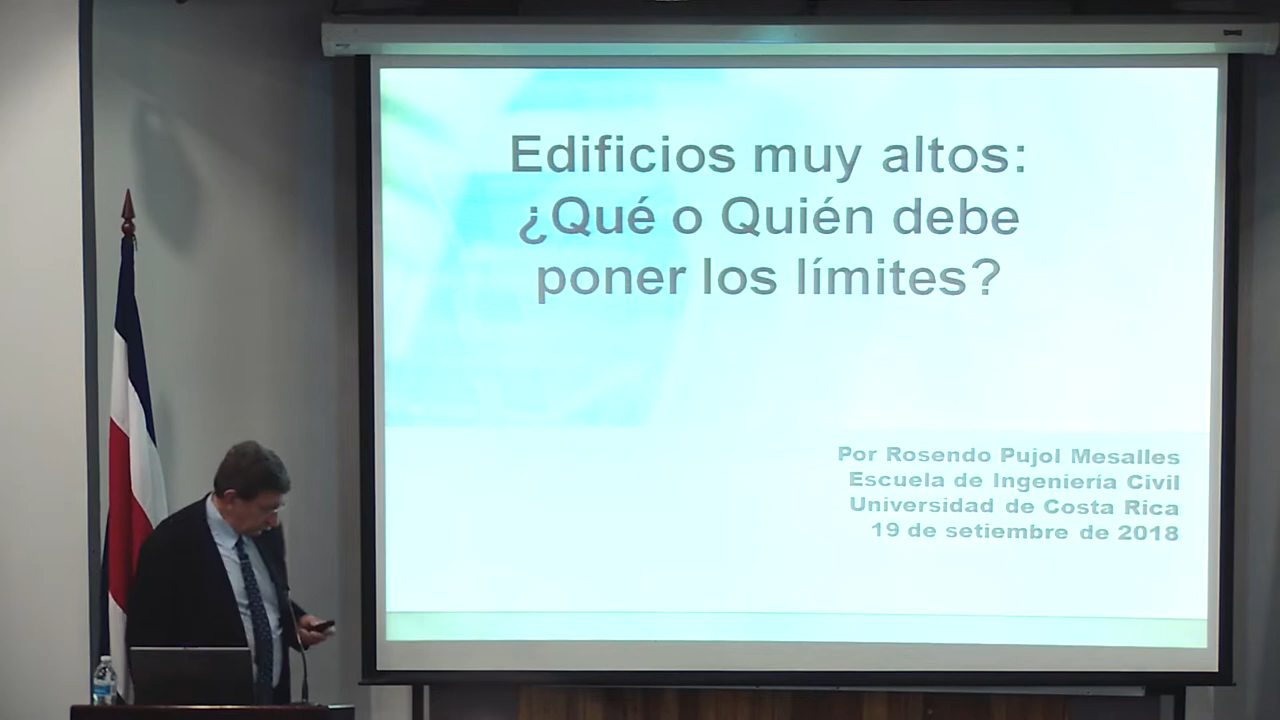 Edificios muy altos:
¿Qué o Quién debe
poner los límites?
Por Rosendo Pujol Mesalles
Escuela de Ingeniería Civil
Universidad de Costa Rica
19 de setiembre de 2018